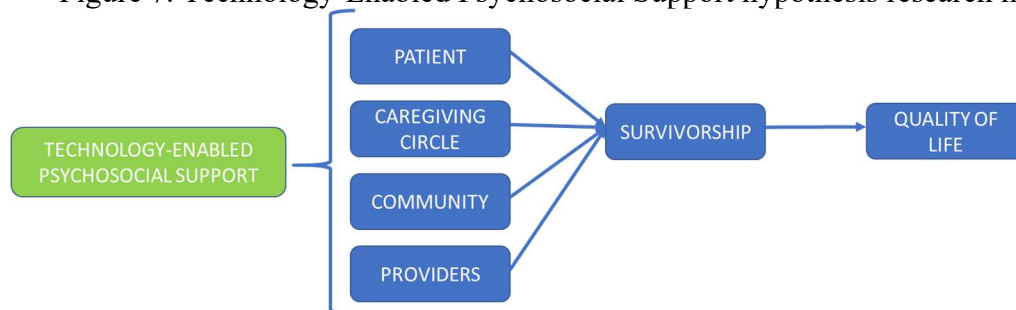 Figure 7. Technology-Enabled Psychosocial Support hypothesis research
PATIENT
CAREGIVING
CIRCLE
COMMUNITY
PROVIDERS
TECHNOLOGY-ENABLED
PSYCHOSOCIAL SUPPORT
SURVIVORSHIP
QUALITY OF
LIFE